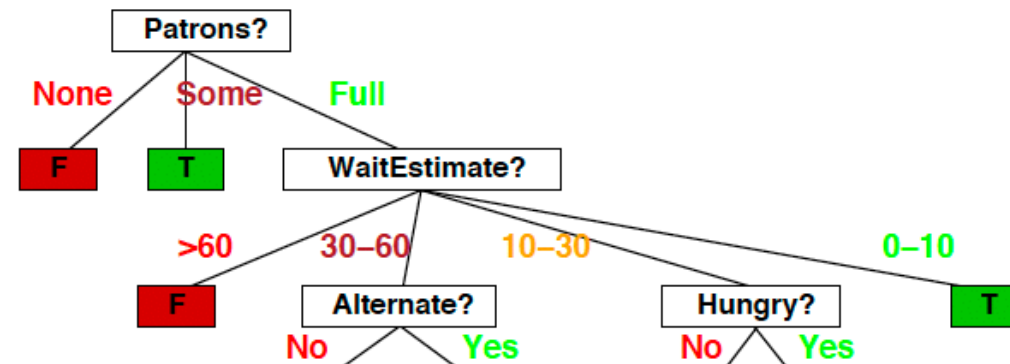 Patrons?
None Some Full
F T WaitEstimate?
>60 30–60 10–30 0–10
F Alternate? Hungry? T
No Yes No Yes